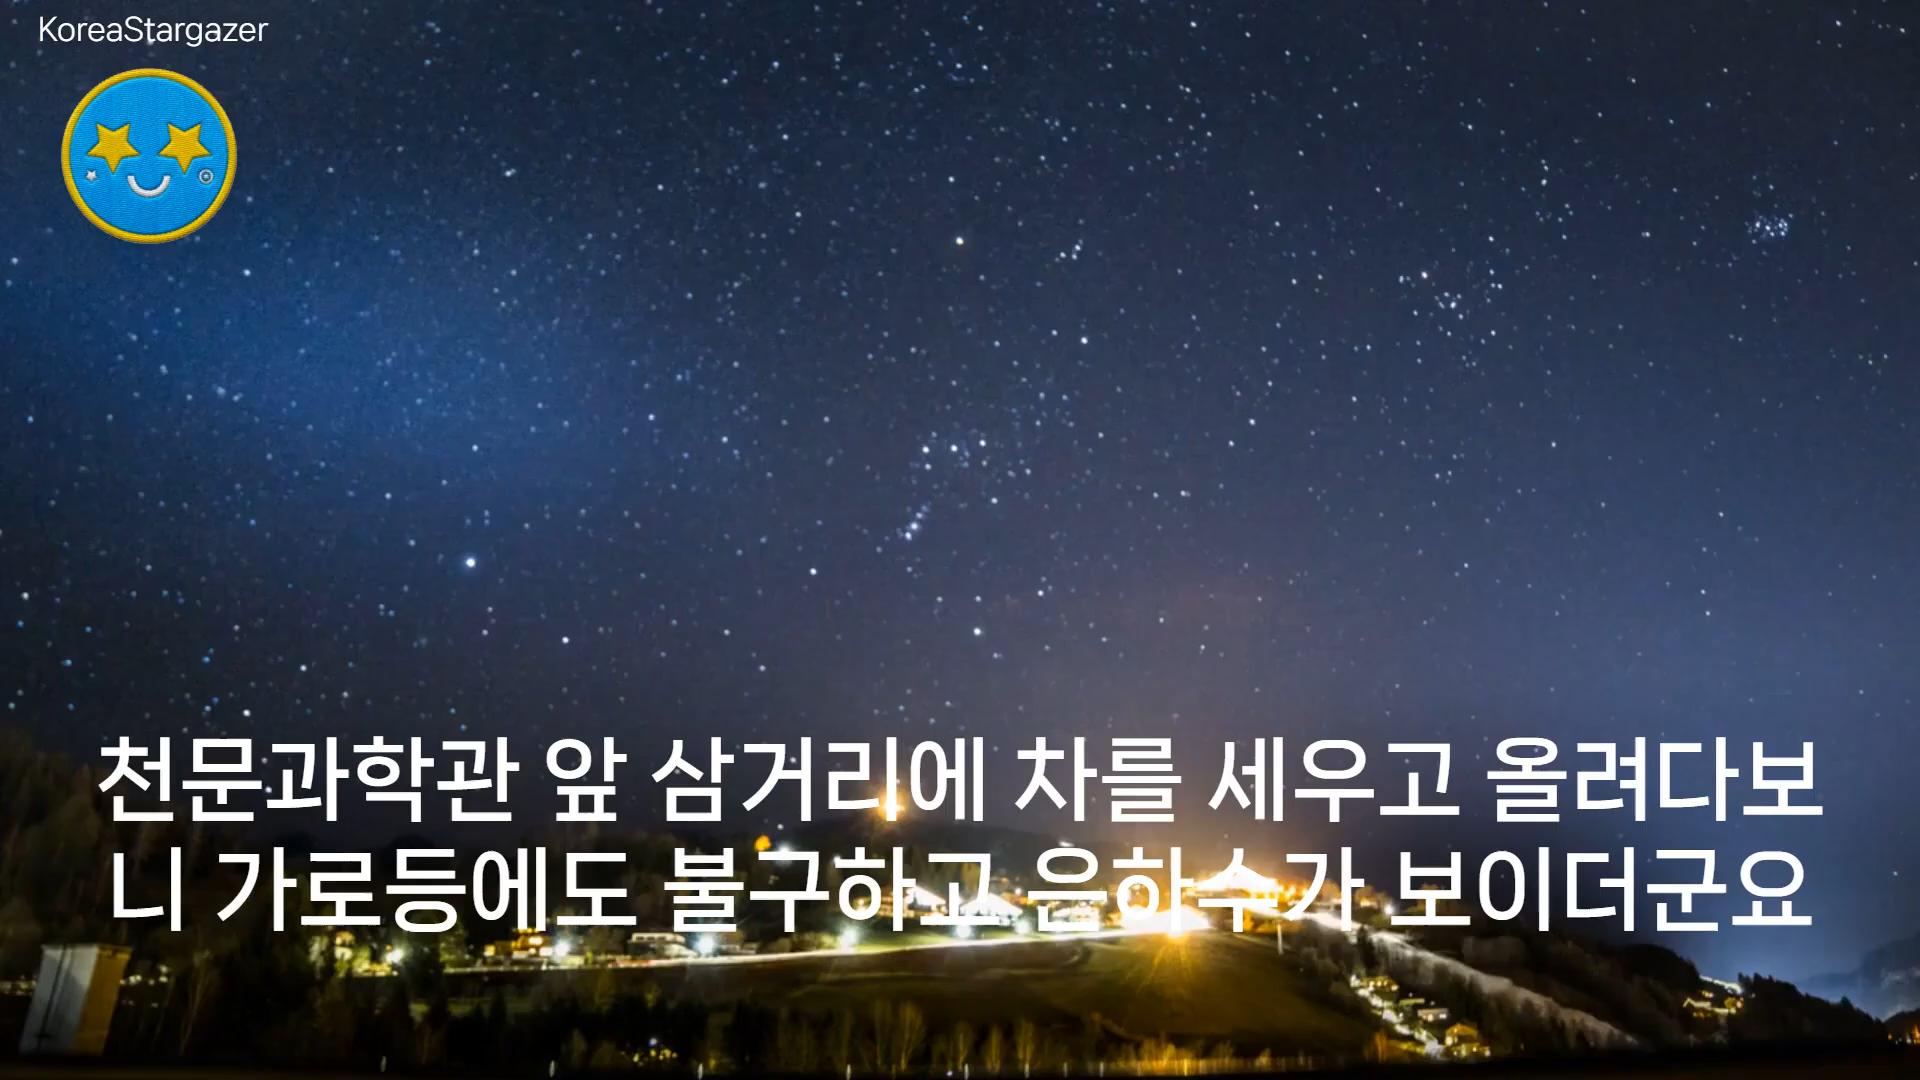 KoreaStargazer
천문과학관 앞 삼거리에 차를 세우고 올려다보
니 가로등에도 불구하고 은하수가 보이더군요